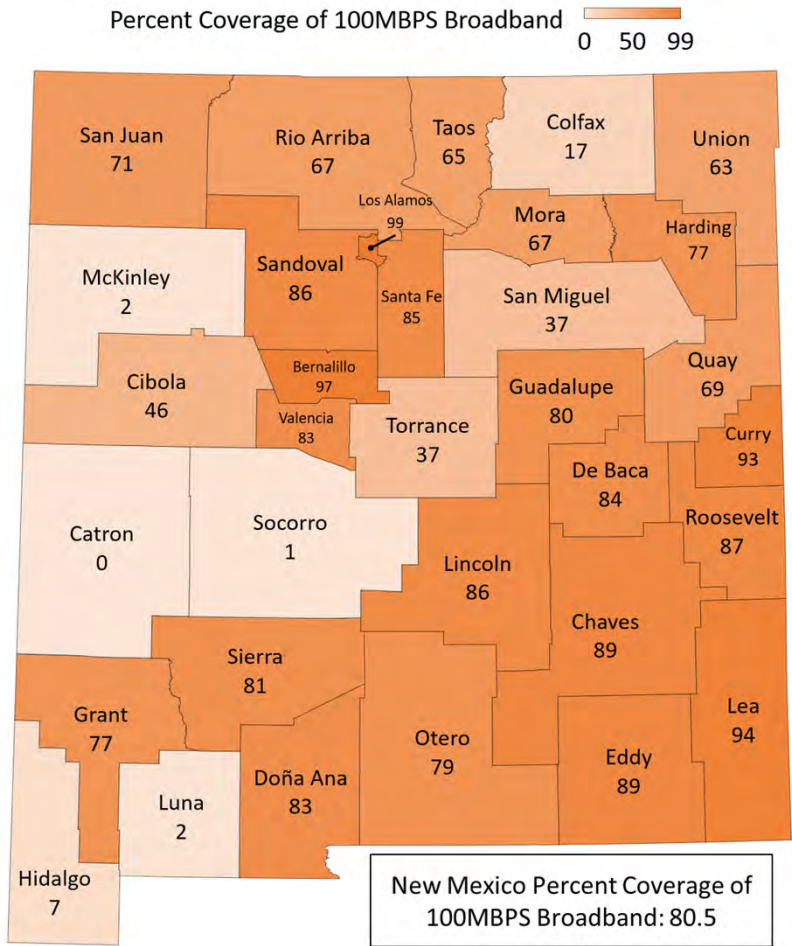 Percent Coverage of 100MBPS Broadband
0 50 99
San Juan
71
Rio Arriba
67
Taos
65
Colfax
17
Union
63
Los Alamos
99
Mora
67
Harding
77
McKinley
2
Sandoval
86
Santa Fe
85
San Miguel
37
Cibola
46
Bernalillo
97
Valencia
83
Torrance
37
Guadalupe
80
Quay
69
Curry
93
De Baca
84
Roosevelt
87
Catron
0
Socorro
1
Lincoln
86
Chaves
89
Sierra
81
Grant
77
Otero
79
Lea
94
Eddy
89
Doña Ana
83
Luna
2
Hidalgo
7
New Mexico Percent Coverage of
100MBPS Broadband: 80.5